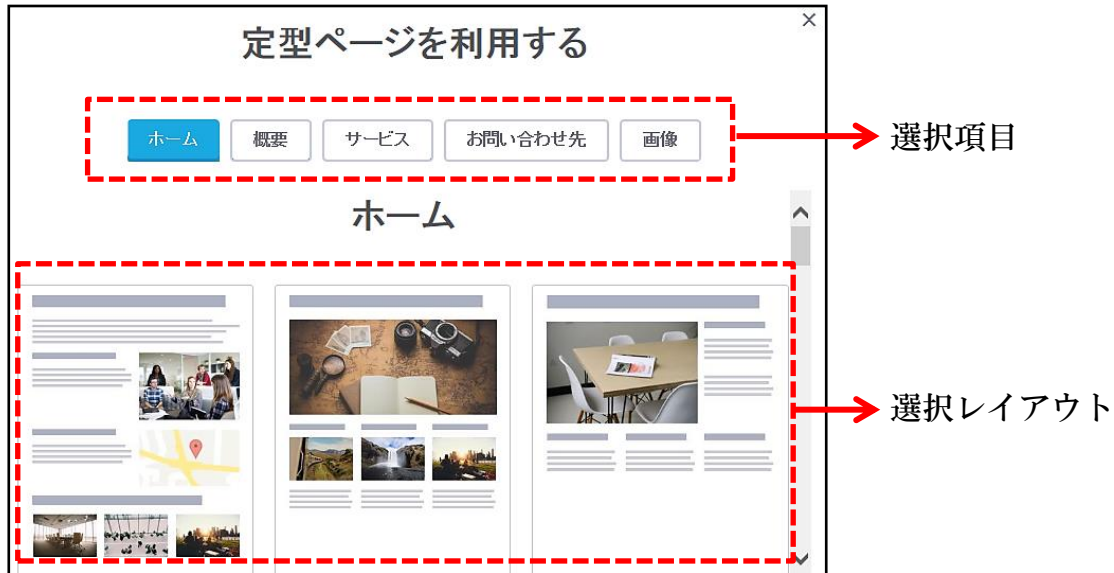 定型ページを利用する
ホーム 概要 サービス お問い合わせ先 画像
選択項目
ホーム
選択レイアウト